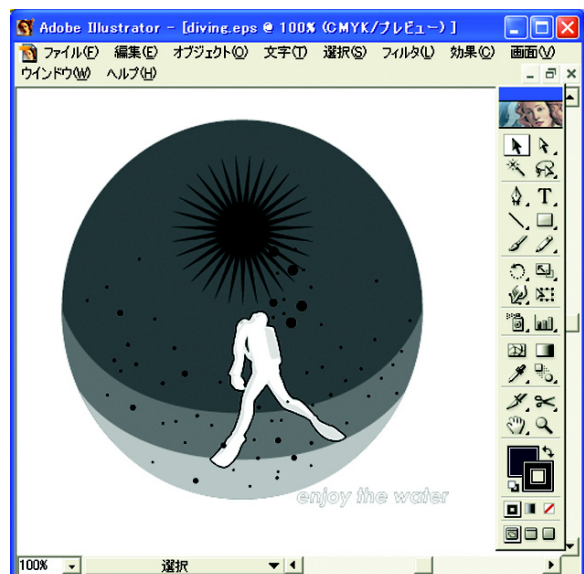 Adobe Illustrator - [diving.eps @ 100% (CMYK/プレビュー) ]
ファイル(F) 編集(E) オブジェクト(O) 文字(T) 選択(S) フィルタ(L) 効果(C) 画面(V)
ウインドウ(W) ヘルプ(H)
enjoy the water
100% 選択